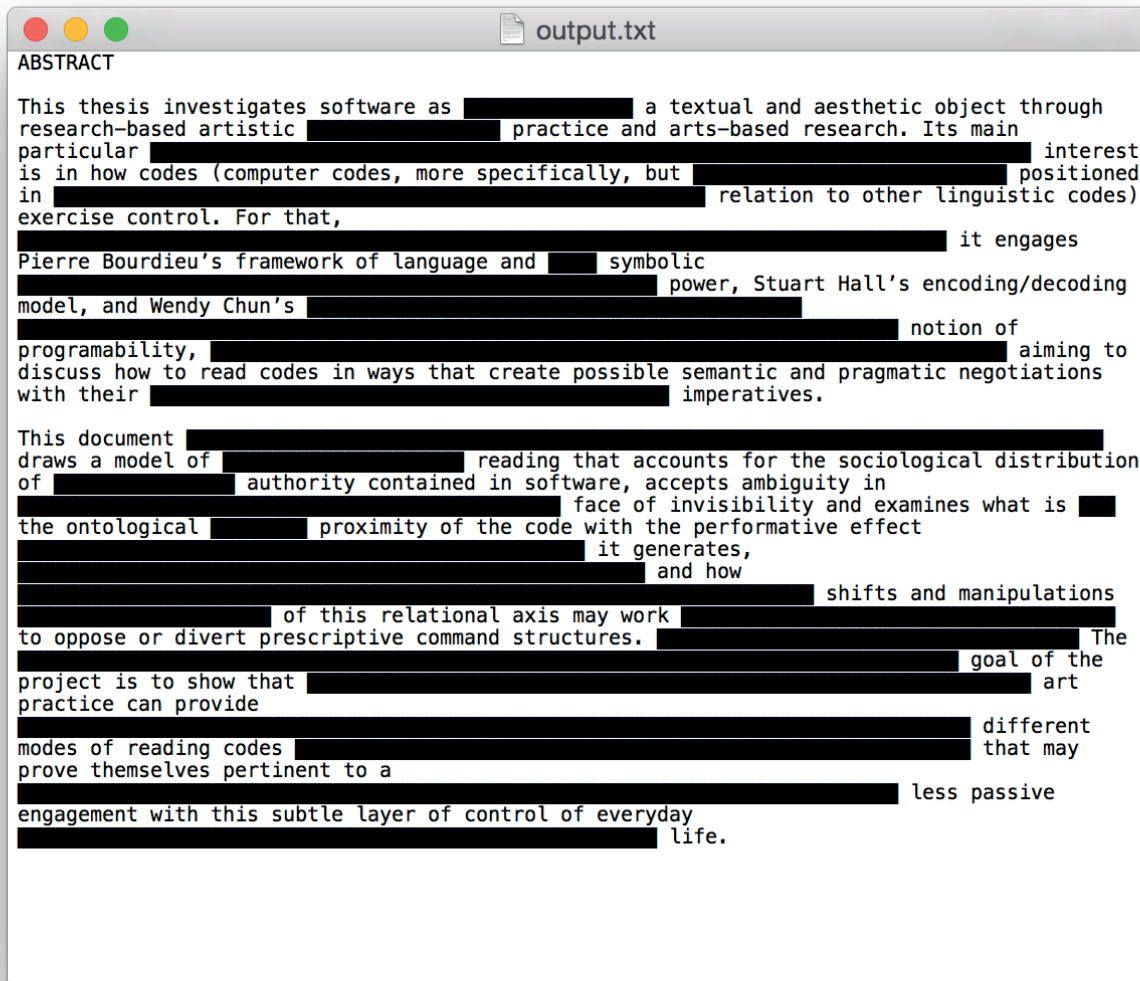 output.txt
ABSTRACT
This thesis investigates software as a textual and aesthetic object through
research-based artistic practice and arts-based research. Its main
particular interest
is in how codes (computer codes, more specifically, but positioned
in relation to other linguistic codes)
exercise control. For that,
it engages
Pierre Bourdieu’s framework of language and symbolic
power, Stuart Hall’s encoding/decoding
model, and Wendy Chun’s
notion of
programability, aiming to
discuss how to read codes in ways that create possible semantic and pragmatic negotiations
with their imperatives.
This document
draws a model of reading that accounts for the sociological distribution
of authority contained in software, accepts ambiguity in
face of invisibility and examines what is
the ontological proximity of the code with the performative effect
it generates,
and how
shifts and manipulations
of this relational axis may work
to oppose or divert prescriptive command structures. The
goal of the
project is to show that art
practice can provide
different
modes of reading codes that may
prove themselves pertinent to a
less passive
engagement with this subtle layer of control of everyday
life.